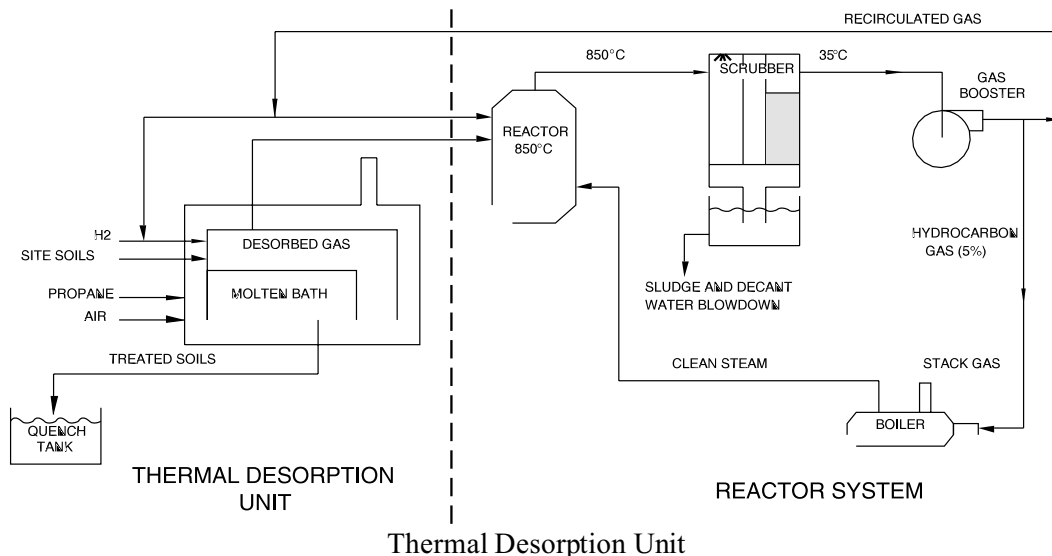 RECIRCULATED GAS
850°C
SCRUBBER
35°C
GAS
BOOSTER
REACTOR
850°C
H2
SITE SOILS
DESORBED GAS
HYDROCARBON
GAS (5%)
PROPANE
MOLTEN BATH
AIR
SLUDGE AND DECANT
WATER BLOWDOWN
TREATED SOILS
CLEAN STEAM
STACK GAS
BOILER
QUENCH
TANK
THERMAL DESORPTION
UNIT
REACTOR SYSTEM
Thermal Desorption Unit